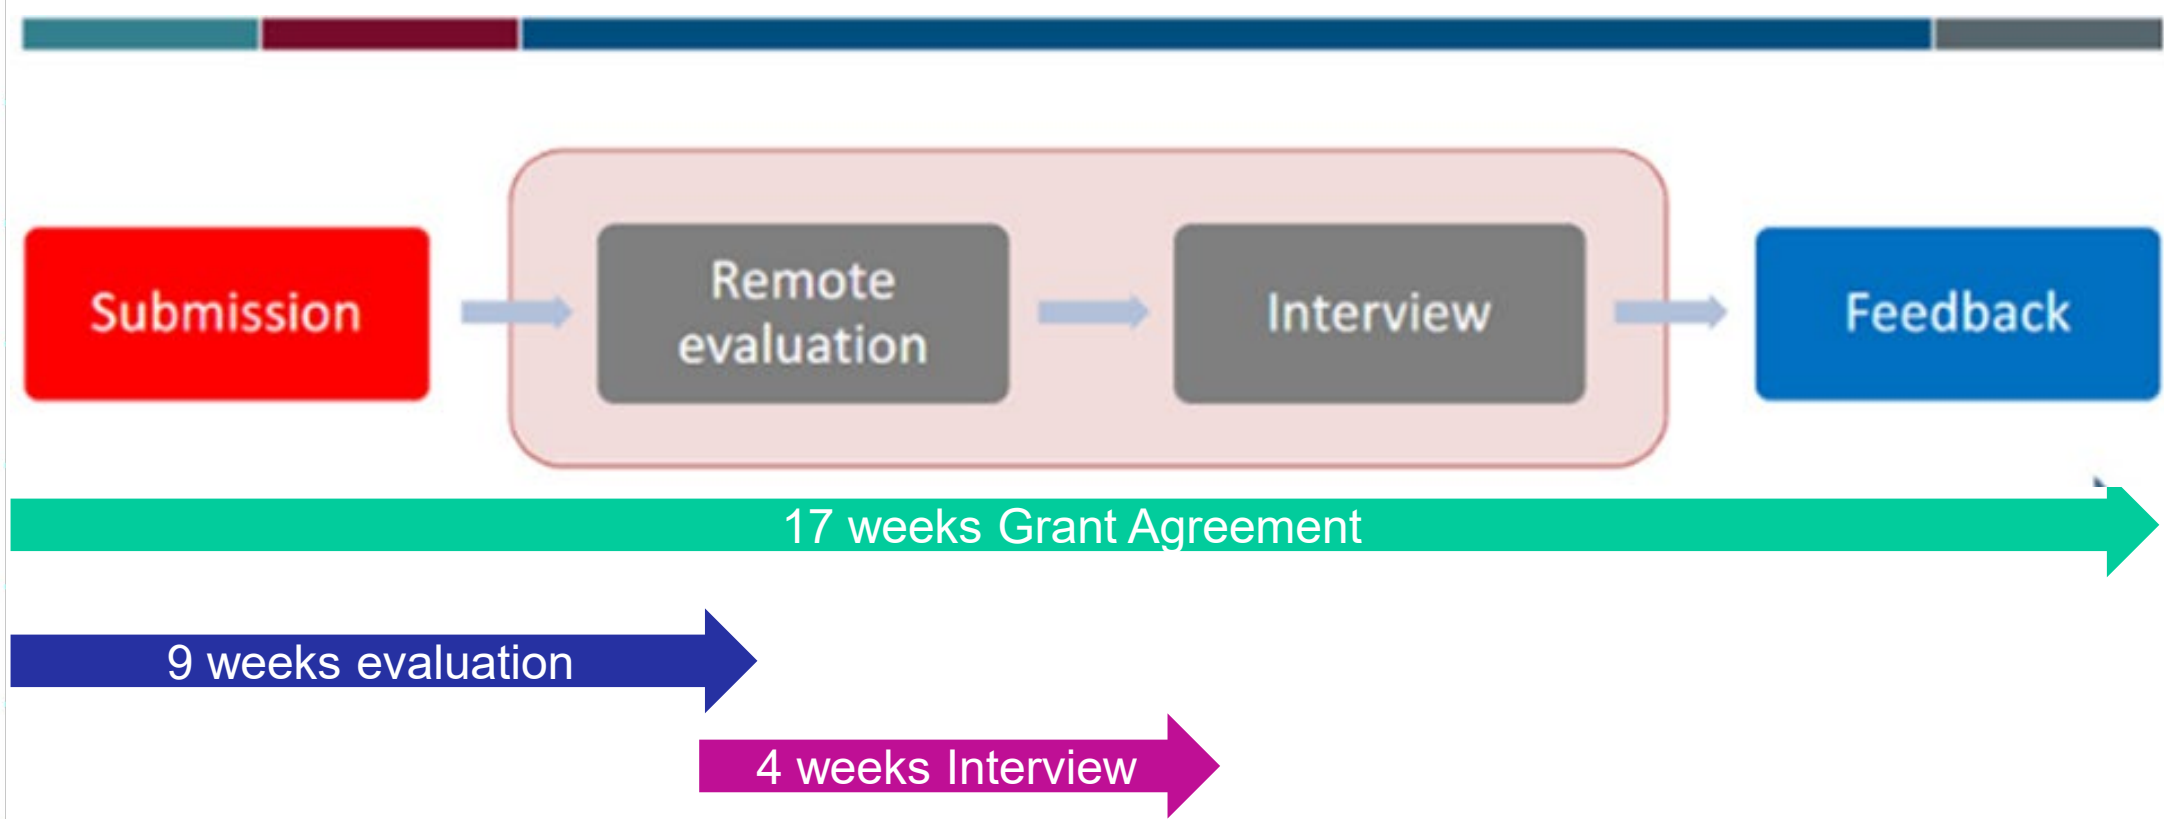 Submission
Remote
evaluation
Interview
Feedback
17 weeks Grant Agreement
9 weeks evaluation
4 weeks Interview